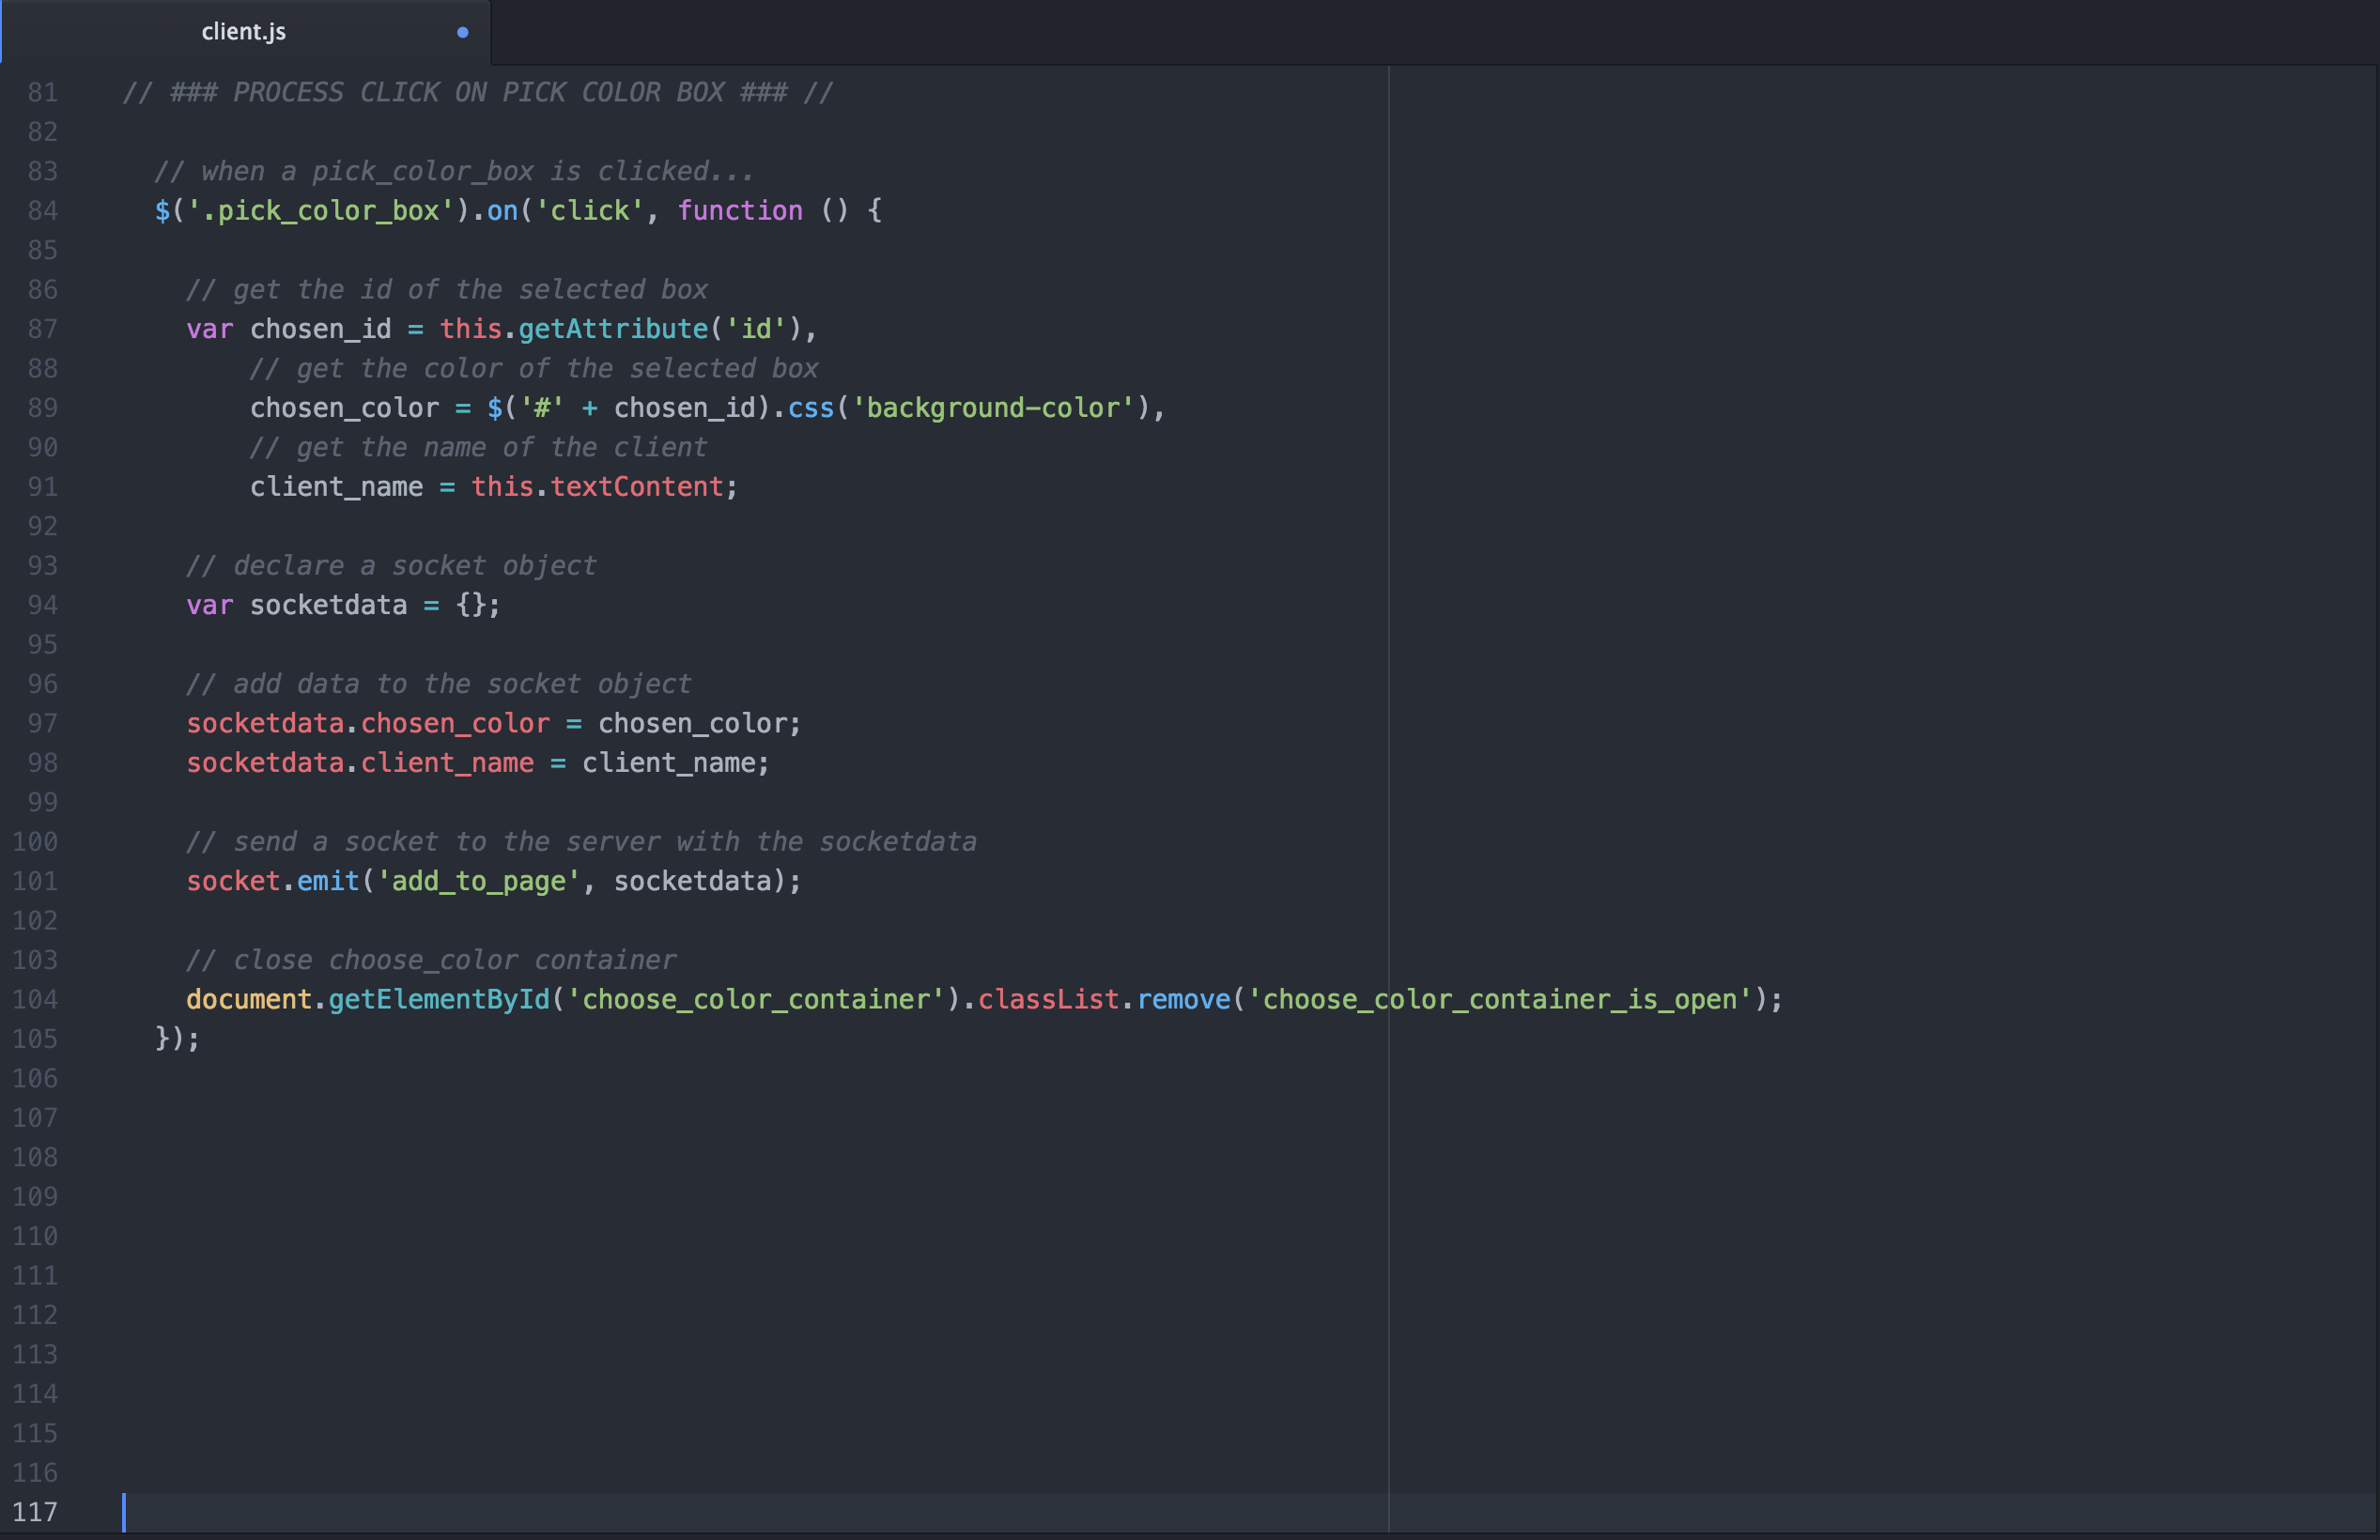 client.js
81 // ### PROCESS CLICK ON PICK COLOR BOX ### //
82
83 // when a pick_color_box is clicked...
84 $('.pick_color_box').on('click', function () {
85
86 // get the id of the selected box
87 var chosen_id = this.getAttribute('id'),
88 // get the color of the selected box
89 chosen_color = $('#' + chosen_id).css('background-color'),
90 // get the name of the client
91 client_name = this.textContent;
92
93 // declare a socket object
94 var socketdata = {};
95
96 // add data to the socket object
97 socketdata.chosen_color = chosen_color;
98 socketdata.client_name = client_name;
99
100 // send a socket to the server with the socketdata
101 socket.emit('add_to_page', socketdata);
102
103 // close choose_color container
104 document.getElementById('choose_color_container').classList.remove('choose_color_container_is_open');
105 });
106
107
108
109
110
111
112
113
114
115
116
117